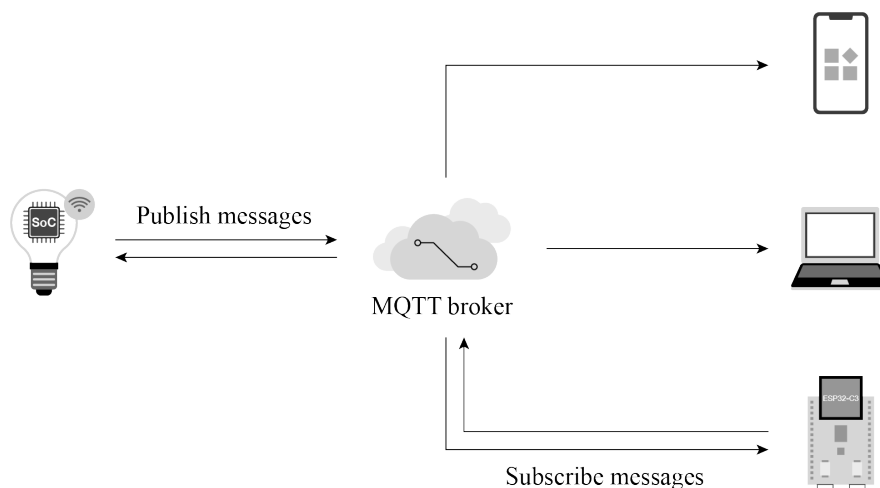 SoC
Publish messages
MQTT broker
ESP32-C3
Subscribe messages